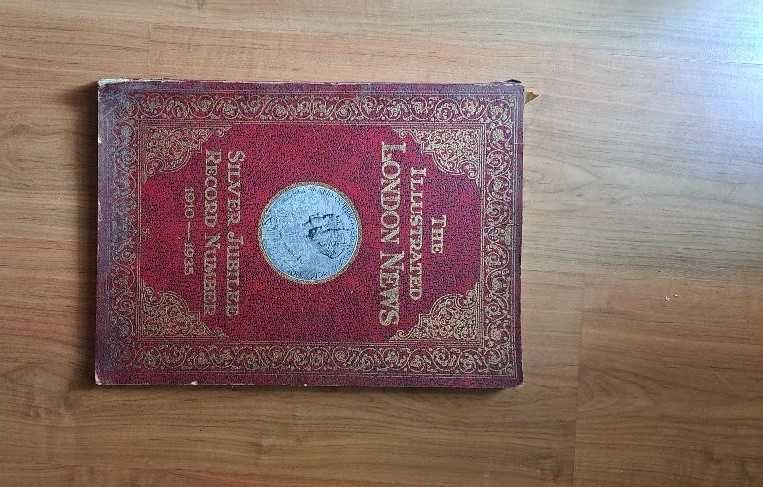 THE
ILLUSTRATED
LONDON NEWS
SILVER JUBILEE
RECORD NUMBER
1910—1935